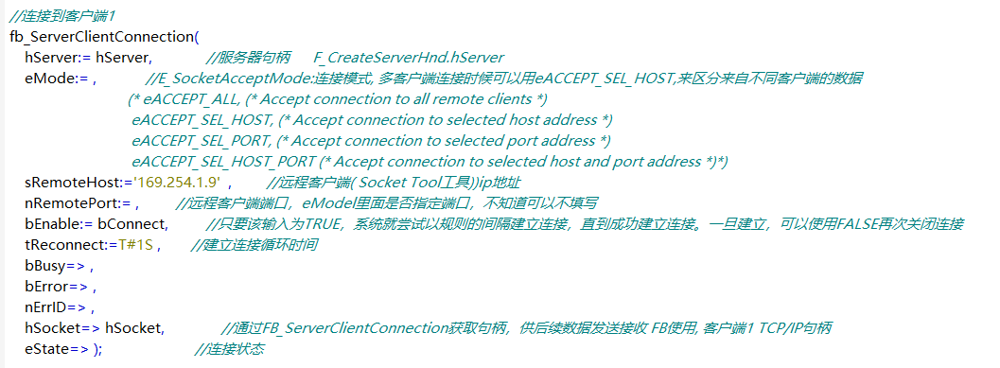 //连接到客户端1
fb_ServerClientConnection(
hServer:= hServer, //服务器句柄 F_CreateServerHnd.hServer
eMode:= , //E_SocketAcceptMode:连接模式, 多客户端连接时候可以用eACCEPT_SEL_HOST,来区分来自不同客户端的数据
(* eACCEPT_ALL, (* Accept connection to all remote clients *)
eACCEPT_SEL_HOST, (* Accept connection to selected host address *)
eACCEPT_SEL_PORT, (* Accept connection to selected port address *)
eACCEPT_SEL_HOST_PORT (* Accept connection to selected host and port address *)*)
sRemoteHost:='169.254.1.9' , //远程客户端( Socket Tool工具))ip地址
nRemotePort:= , //远程客户端端口，eModel里面是否指定端口，不知道可以不填写
bEnable:= bConnect, //只要该输入为TRUE，系统就尝试以规则的间隔建立连接，直到成功建立连接。一旦建立，可以使用FALSE再次关闭连接
tReconnect:=T#1S , //建立连接循环时间
bBusy=> ,
bError=> ,
nErrID=> ,
hSocket=> hSocket, //通过FB_ServerClientConnection获取句柄，供后续数据发送接收 FB使用, 客户端1 TCP/IP句柄
eState=> ); //连接状态